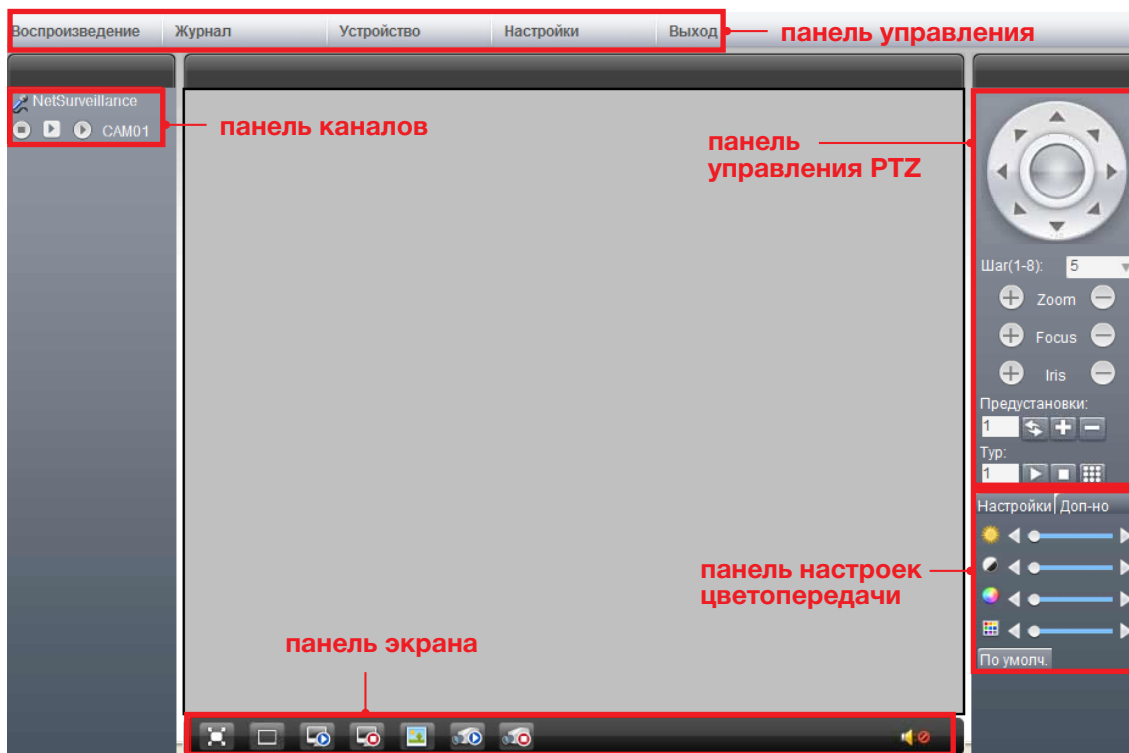 Воспроизведение Журнал Устройство Настройки Выход
панель управления
NetSurveillance
CAM01
панель каналов
панель
управления PTZ
Шаг(1-8): 5
Zoom
Focus
Iris
Предустановки:
1
Тур:
1
Настройки Доп-но
панель настроек
цветопередачи
По умолч.
панель экрана